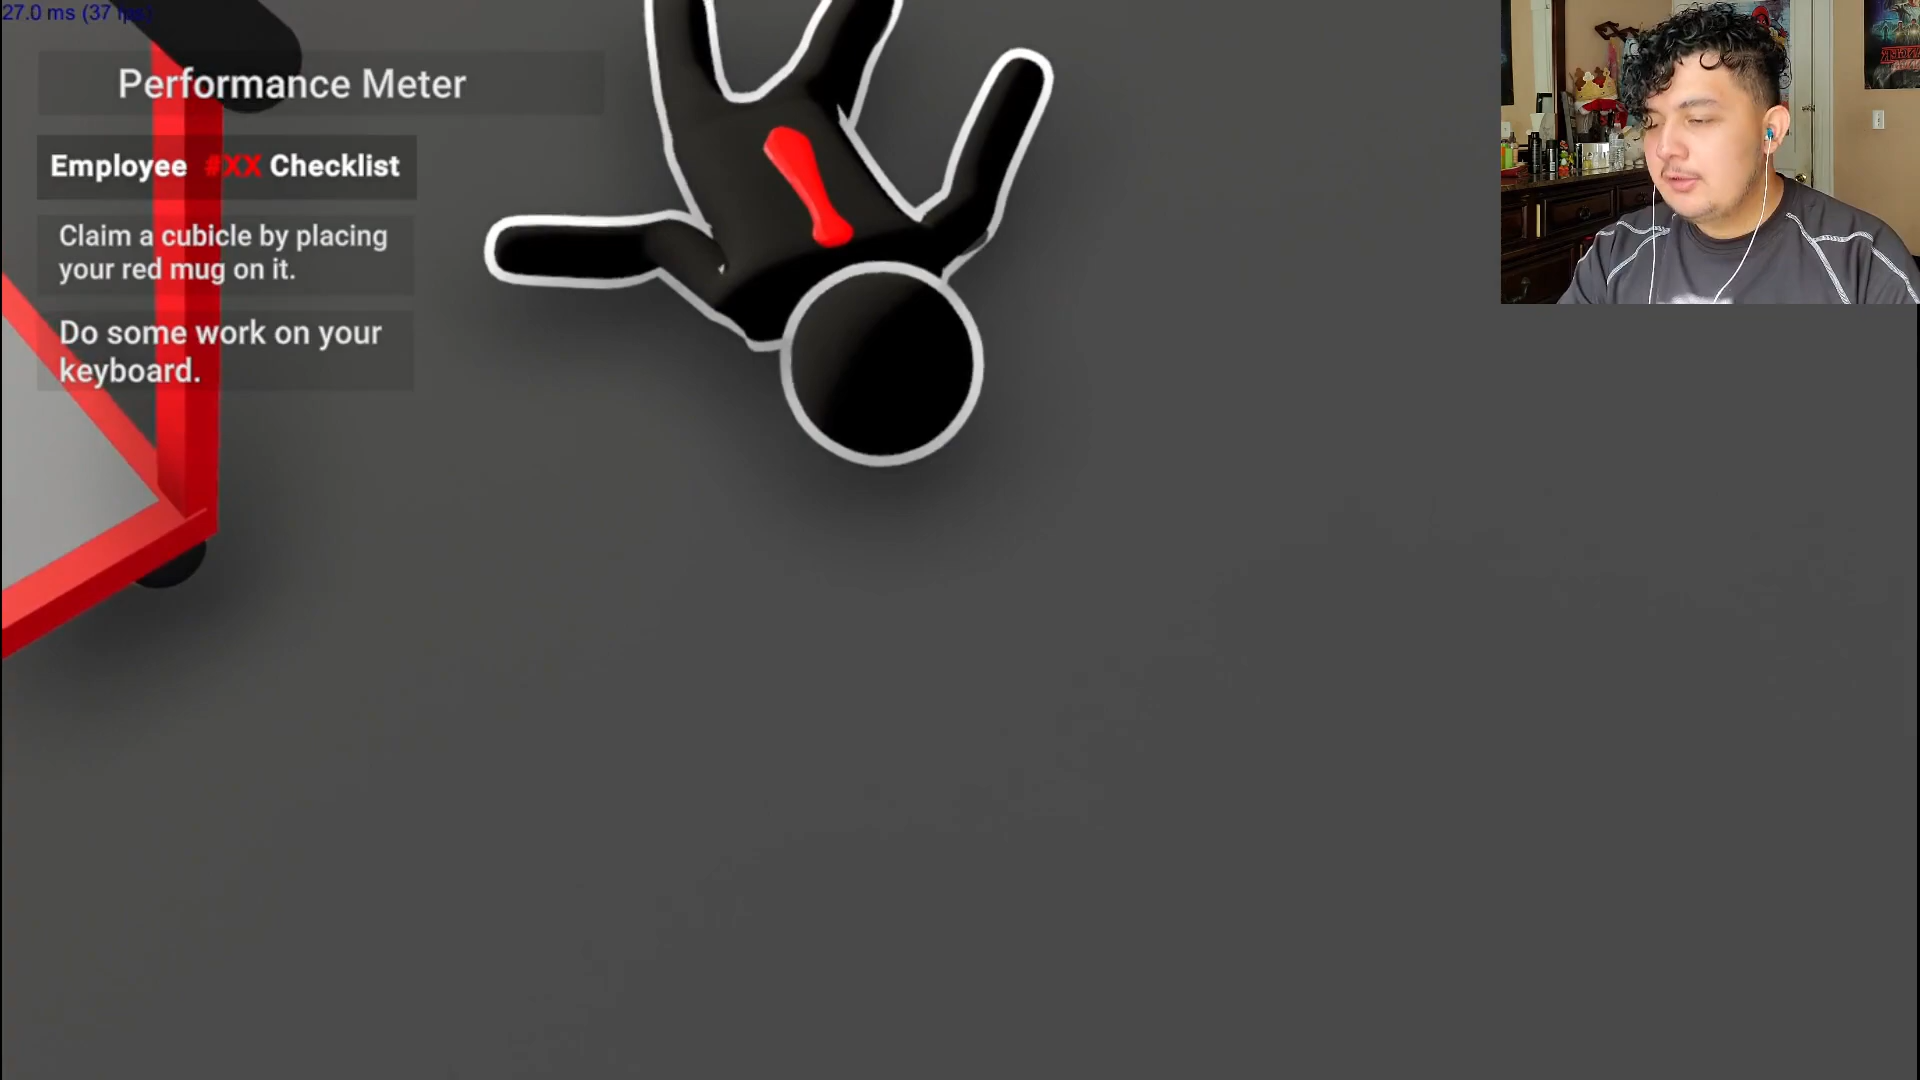 27.0 ms (37 fps)
Performance Meter
Employee #XX Checklist
Claim a cubicle by placing
your red mug on it.
Do some work on your
keyboard.